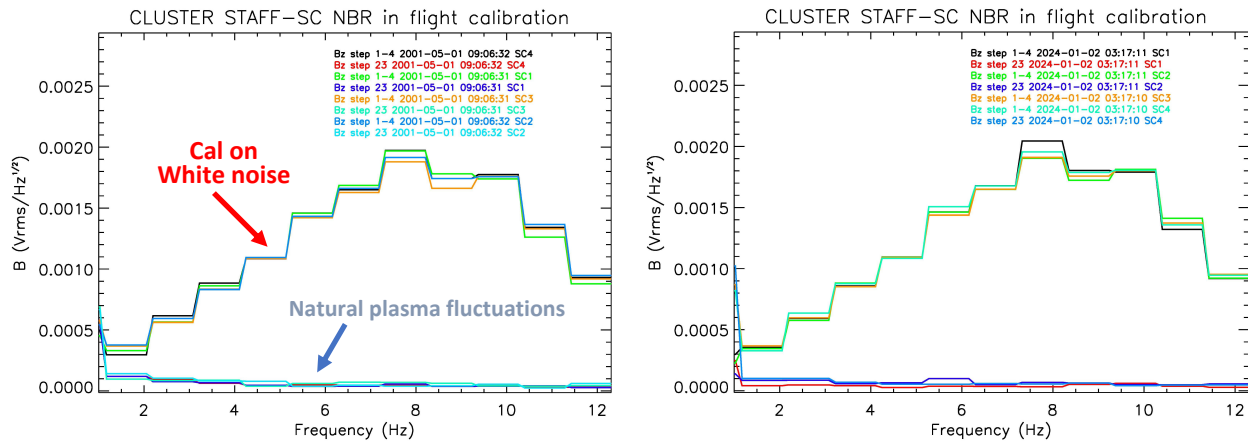 CLUSTER STAFF-SC NBR in flight calibration
Bz step 1-4 2001-05-01 09:06:32 SC4
Bz step 23 2001-05-01 09:06:32 SC4
Bz step 1-4 2001-05-01 09:06:31 SC1
Bz step 23 2001-05-01 09:06:31 SC1
Bz step 1-4 2001-05-01 09:06:31 SC3
Bz step 23 2001-05-01 09:06:31 SC3
Bz step 1-4 2001-05-01 09:06:32 SC2
Bz step 23 2001-05-01 09:06:32 SC2
Cal on
White noise
Natural plasma fluctuations
B (Vrms/Hz^1/2)
0.0025
0.0020
0.0015
0.0010
0.0005
0.0000
2 4 6 8 10 12
Frequency (Hz)
CLUSTER STAFF-SC NBR in flight calibration
Bz step 1-4 2024-01-02 03:17:11 SC1
Bz step 23 2024-01-02 03:17:11 SC1
Bz step 1-4 2024-01-02 03:17:11 SC2
Bz step 23 2024-01-02 03:17:11 SC2
Bz step 1-4 2024-01-02 03:17:10 SC3
Bz step 1-4 2024-01-02 03:17:10 SC4
Bz step 23 2024-01-02 03:17:10 SC4
B (Vrms/Hz^1/2)
0.0025
0.0020
0.0015
0.0010
0.0005
0.0000
2 4 6 8 10 12
Frequency (Hz)